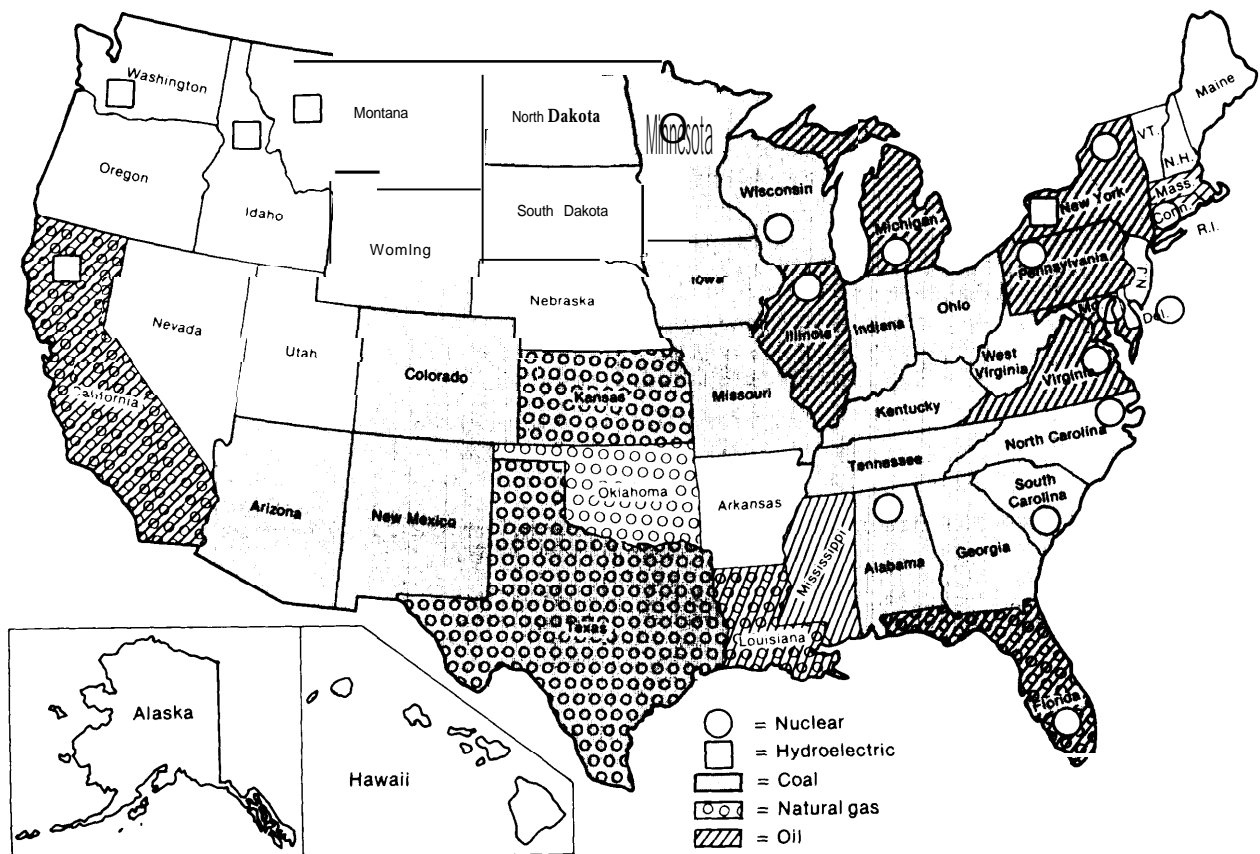 Washington
Montana
North Dakota
Minnesota
Maine
VT.
N.H.
Oregon
Idaho
South Dakota
Wisconsin
Michigan
New York
Mass.
Conn.
R.I.
WomIng
Iowa
Pennsylvania
N.J.
Nevada
Utah
Nebraska
Illinois
Indiana
Ohio
Md.
Del.
Colorado
Kansas
Missouri
West
Virginia
Virginia
California
Kentucky
North Carolina
Tennessee
Arizona
New Mexico
Oklahoma
Arkansas
South
Carolina
Mississippi
Alabama
Georgia
Texas
Louisiana
Florida
Alaska
Hawaii
= Nuclear
= Hydroelectric
= Coal
= Natural gas
= Oil